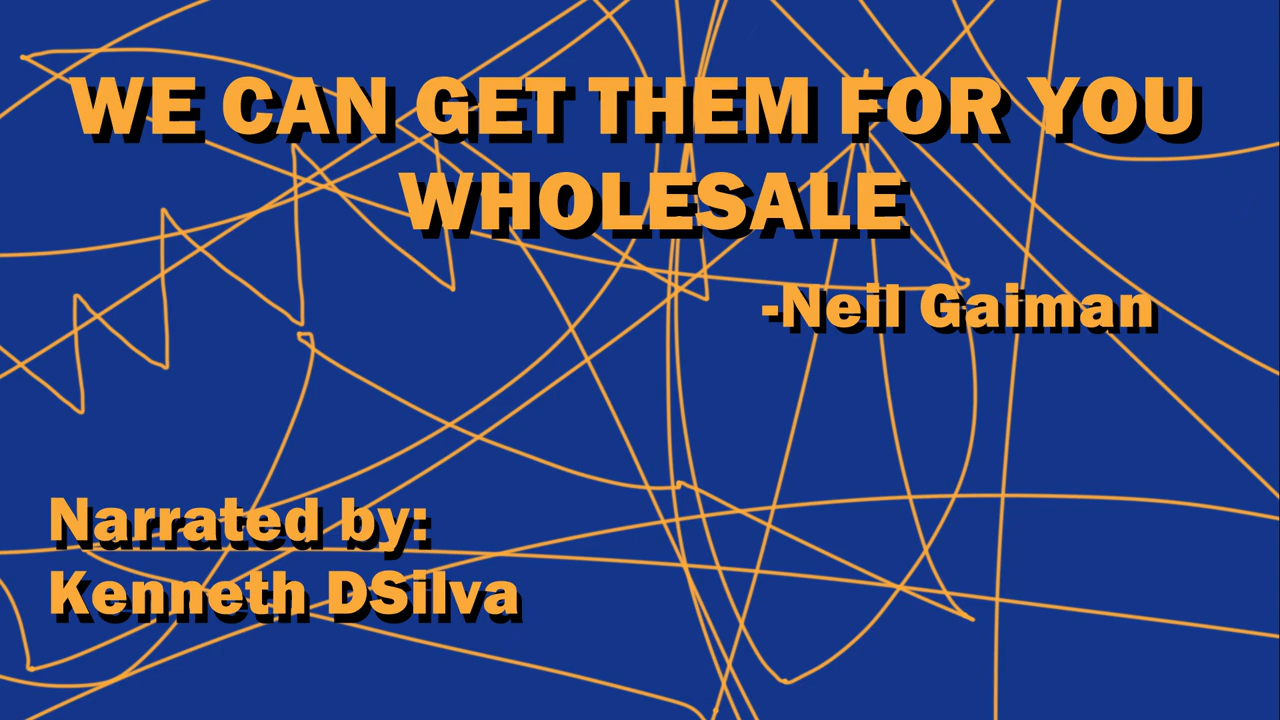 WE CAN GET THEM FOR YOU
WHOLESALE
-Neil Gaiman
Narrated by:
Kenneth DSilva